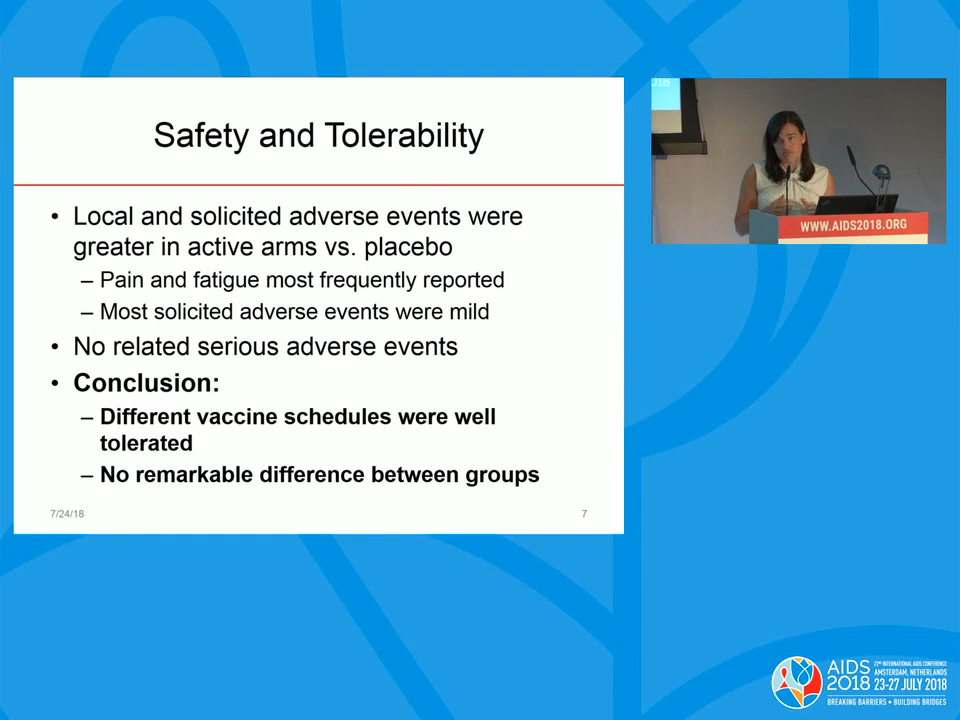 Safety and Tolerability
• Local and solicited adverse events were
greater in active arms vs. placebo
– Pain and fatigue most frequently reported
– Most solicited adverse events were mild
• No related serious adverse events
• Conclusion:
– Different vaccine schedules were well
tolerated
– No remarkable difference between groups
7/24/18
7
2018
WWW.AIDS2018.ORG
AIDS
2018
22ND INTERNATIONAL AIDS CONFERENCE
AMSTERDAM, NETHERLANDS
23-27 JULY 2018
BREAKING BARRIERS • BUILDING BRIDGES